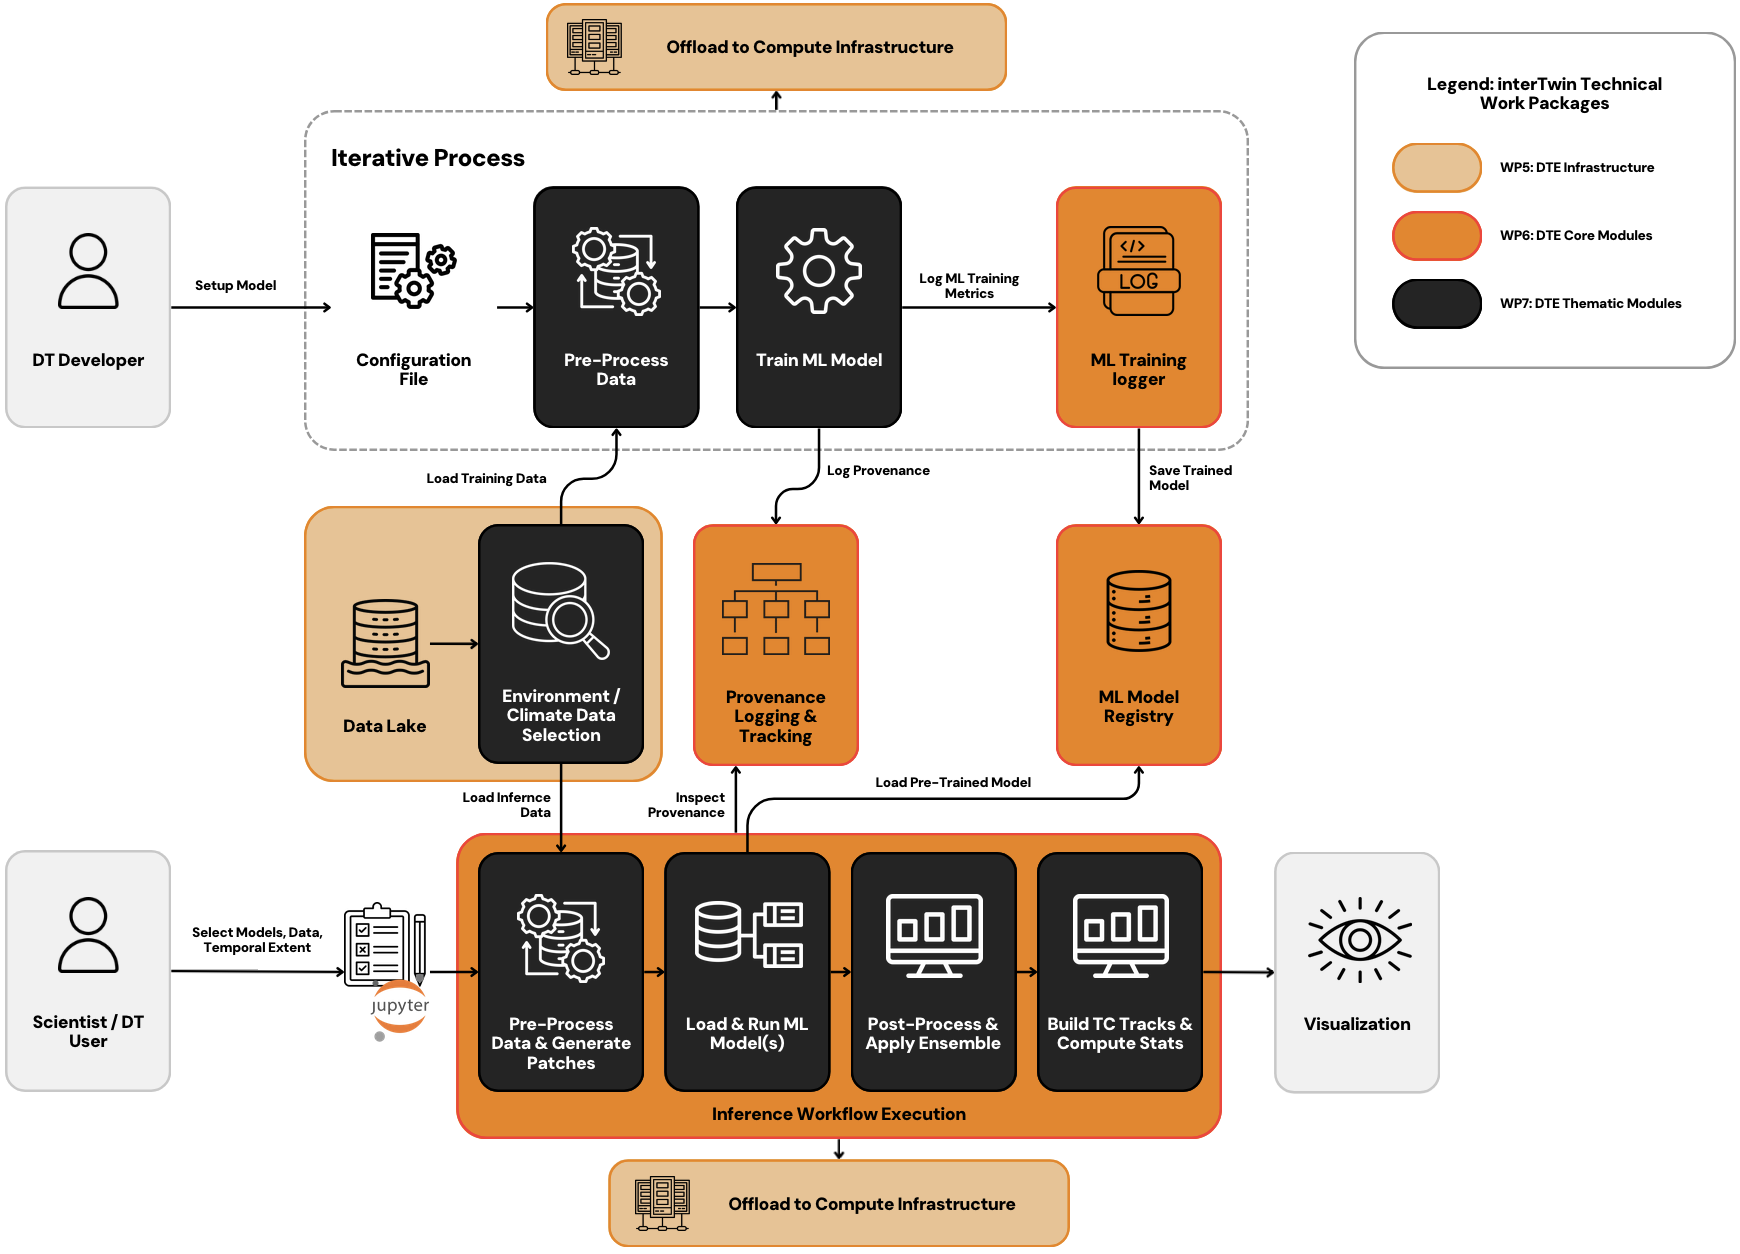 Offload to Compute Infrastructure
Legend: interTwin Technical
Work Packages
WP5: DTE Infrastructure
WP6: DTE Core Modules
WP7: DTE Thematic Modules
Iterative Process
DT Developer
Setup Model
Configuration
File
Pre-Process
Data
Train ML Model
Log ML Training
Metrics
</>
LOG
ML Training
logger
Load Training Data
Log Provenance
Save Trained
Model
Data Lake
Environment /
Climate Data
Selection
Provenance
Logging &
Tracking
ML Model
Registry
Load Infernce
Data
Inspect
Provenance
Load Pre-Trained Model
Scientist / DT
User
Select Models, Data,
Temporal Extent
jupyter
Pre-Process
Data & Generate
Patches
Load & Run ML
Model(s)
Post-Process &
Apply Ensemble
Build TC Tracks &
Compute Stats
Visualization
Inference Workflow Execution
Offload to Compute Infrastructure